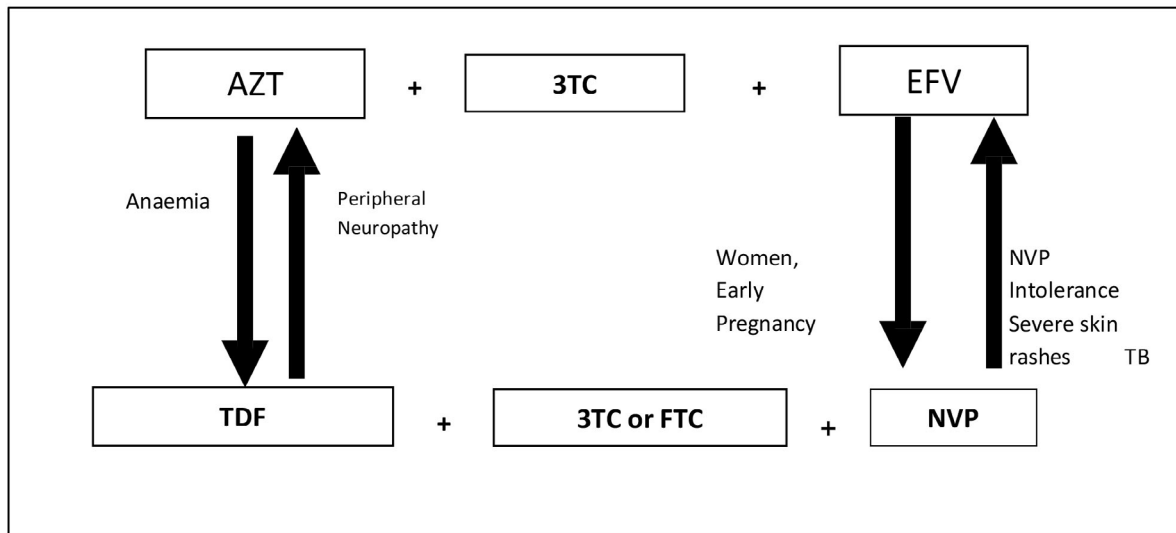 AZT + 3TC + EFV
Anaemia
Peripheral
Neuropathy
Women,
Early
Pregnancy
NVP
Intolerance
Severe skin
rashes TB
TDF + 3TC or FTC + NVP